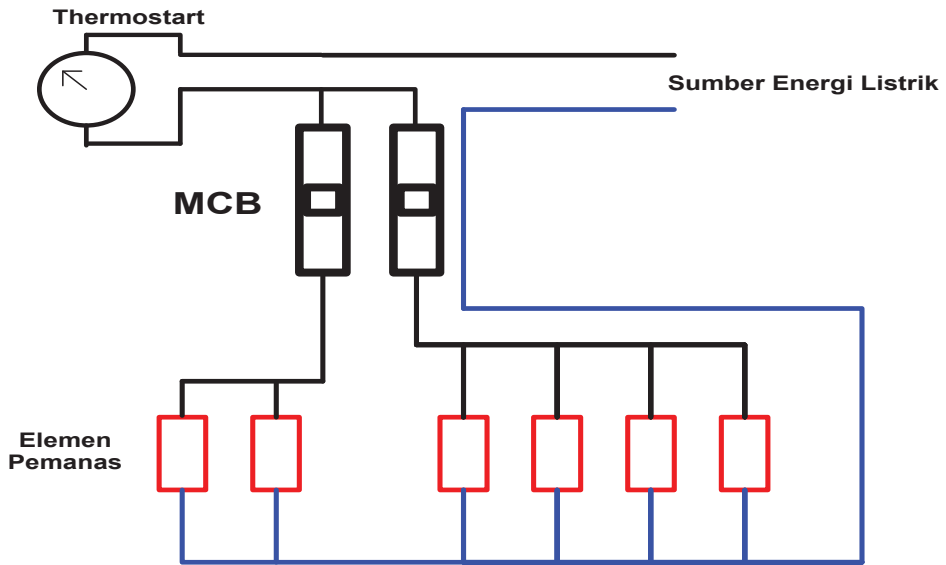 Thermostart
Sumber Energi Listrik
MCB
Elemen
Pemanas